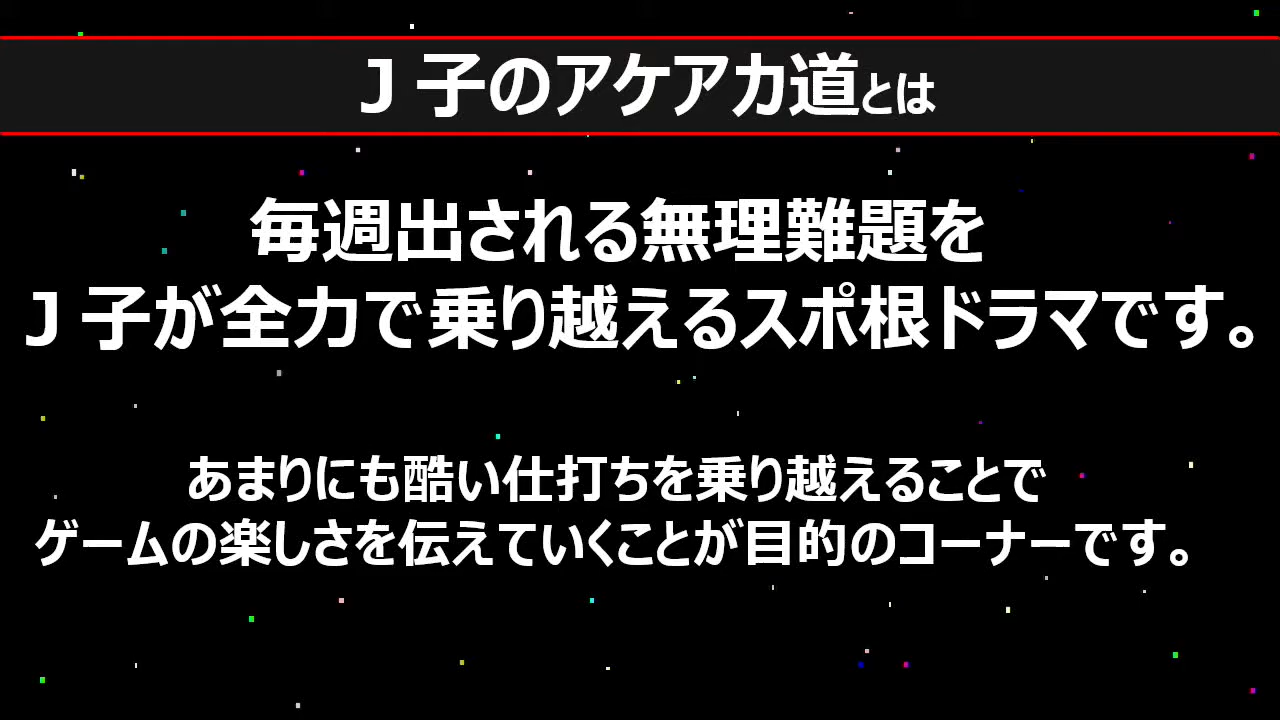 J子のアケアカ道とは
毎週出される無理難題を
J子が全力で乗り越えるスポ根ドラマです。
あまりにも酷い仕打ちを乗り越えることで
ゲームの楽しさを伝えていくことが目的のコーナーです。